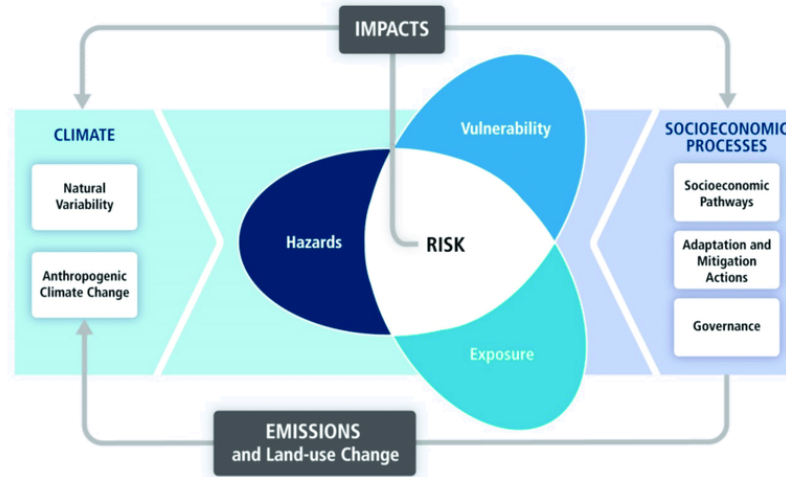 IMPACTS
CLIMATE
Natural
Variability
Anthropogenic
Climate Change
Vulnerability
Hazards
RISK
Exposure
SOCIOECONOMIC
PROCESSES
Socioeconomic
Pathways
Adaptation and
Mitigation
Actions
Governance
EMISSIONS
and Land-use Change